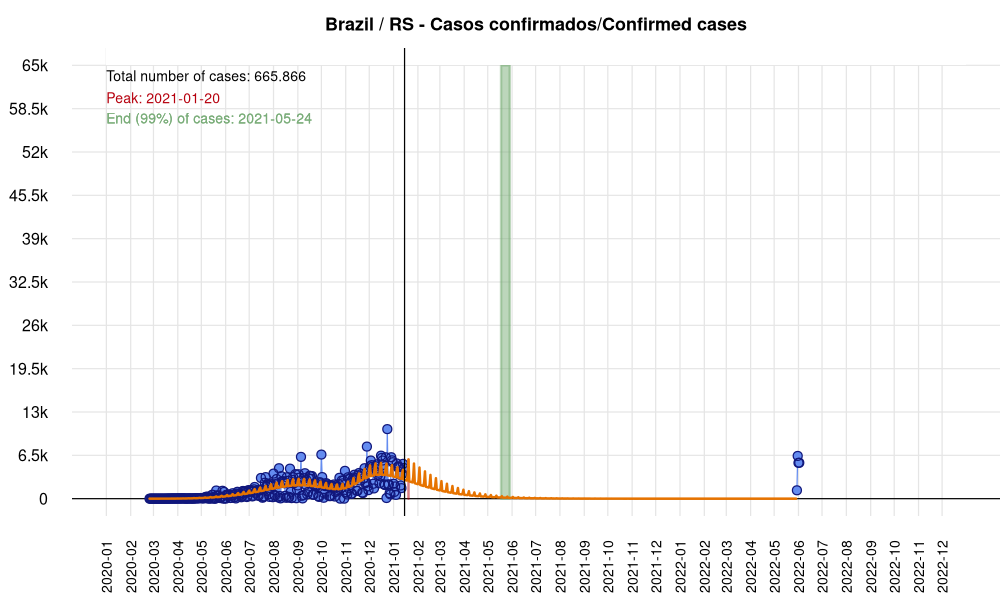 Brazil / RS - Casos confirmados/Confirmed cases
Total number of cases: 665.866
Peak: 2021-01-20
End (99%) of cases: 2021-05-24
65k
58.5k
52k
45.5k
39k
32.5k
26k
19.5k
13k
6.5k
0
2020-01
2020-02
2020-03
2020-04
2020-05
2020-06
2020-07
2020-08
2020-09
2020-10
2020-11
2020-12
2021-01
2021-02
2021-03
2021-04
2021-05
2021-06
2021-07
2021-08
2021-09
2021-10
2021-11
2021-12
2022-01
2022-02
2022-03
2022-04
2022-05
2022-06
2022-07
2022-08
2022-09
2022-10
2022-11
2022-12